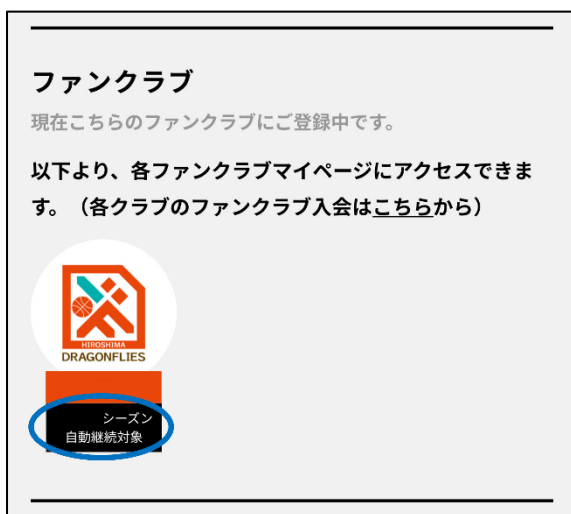 ファンクラブ
現在こちらのファンクラブにご登録中です。
以下より、各ファンクラブマイページにアクセスできま
す。（各クラブのファンクラブ入会はこちらから）
HIROSHIMA
DRAGONFLIES
シーズン
自動継続対象